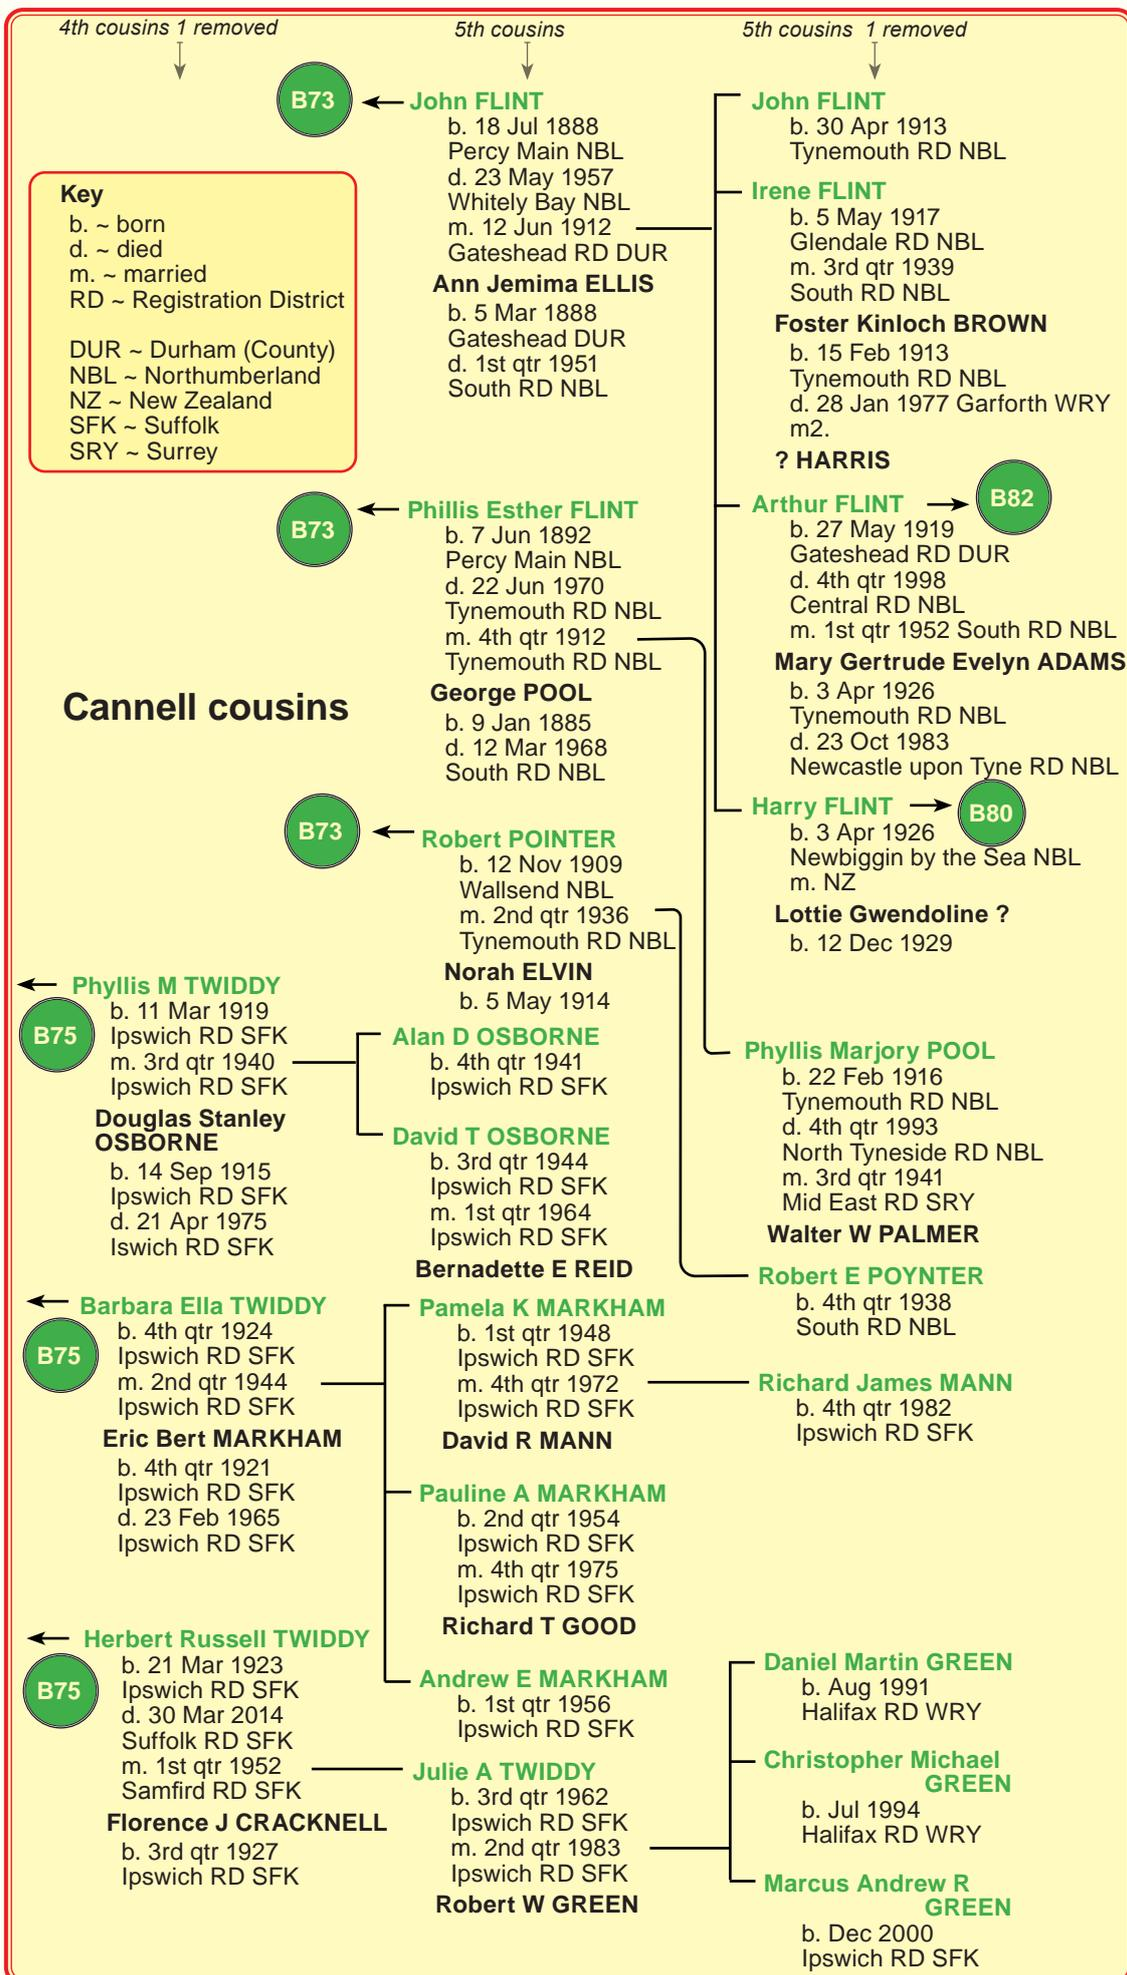 4th cousins 1 removed
5th cousins
5th cousins 1 removed
B73
John FLINT
b. 18 Jul 1888
Percy Main NBL
d. 23 May 1957
Whitely Bay NBL
m. 12 Jun 1912
Gateshead RD DUR
Ann Jemima ELLIS
b. 5 Mar 1888
Gateshead DUR
d. 1st qtr 1951
South RD NBL
John FLINT
b. 30 Apr 1913
Tynemouth RD NBL
Irene FLINT
b. 5 May 1917
Glendale RD NBL
m. 3rd qtr 1939
South RD NBL
Foster Kinloch BROWN
b. 15 Feb 1913
Tynemouth RD NBL
d. 28 Jan 1977 Garforth WRY
m2.
? HARRIS
Key
b. ~ born
d. ~ died
m. ~ married
RD ~ Registration District
DUR ~ Durham (County)
NBL ~ Northumberland
NZ ~ New Zealand
SFK ~ Suffolk
SRY ~ Surrey
B73
Phillis Esther FLINT
b. 7 Jun 1892
Percy Main NBL
d. 22 Jun 1970
Tynemouth RD NBL
m. 4th qtr 1912
Tynemouth RD NBL
George POOL
b. 9 Jan 1885
d. 12 Mar 1968
South RD NBL
Arthur FLINT
B82
b. 27 May 1919
Gateshead RD DUR
d. 4th qtr 1998
Central RD NBL
m. 1st qtr 1952 South RD NBL
Mary Gertrude Evelyn ADAMS
b. 3 Apr 1926
Tynemouth RD NBL
d. 23 Oct 1983
Newcastle upon Tyne RD NBL
Cannell cousins
Harry FLINT
B80
b. 3 Apr 1926
Newbiggin by the Sea NBL
m. NZ
Lottie Gwendoline ?
b. 12 Dec 1929
B73
Robert POINTER
b. 12 Nov 1909
Wallsend NBL
m. 2nd qtr 1936
Tynemouth RD NBL
Norah ELVIN
b. 5 May 1914
Phyllis M TWIDDY
B75
b. 11 Mar 1919
Ipswich RD SFK
m. 3rd qtr 1940
Ipswich RD SFK
Douglas Stanley
OSBORNE
b. 14 Sep 1915
Ipswich RD SFK
d. 21 Apr 1975
Iswich RD SFK
Alan D OSBORNE
b. 4th qtr 1941
Ipswich RD SFK
David T OSBORNE
b. 3rd qtr 1944
Ipswich RD SFK
m. 1st qtr 1964
Ipswich RD SFK
Bernadette E REID
Phyllis Marjory POOL
b. 22 Feb 1916
Tynemouth RD NBL
d. 4th qtr 1993
North Tyneside RD NBL
m. 3rd qtr 1941
Mid East RD SRY
Walter W PALMER
Robert E POYNTER
b. 4th qtr 1938
South RD NBL
Barbara Ella TWIDDY
B75
b. 4th qtr 1924
Ipswich RD SFK
m. 2nd qtr 1944
Ipswich RD SFK
Eric Bert MARKHAM
b. 4th qtr 1921
Ipswich RD SFK
d. 23 Feb 1965
Ipswich RD SFK
Pamela K MARKHAM
b. 1st qtr 1948
Ipswich RD SFK
m. 4th qtr 1972
Ipswich RD SFK
David R MANN
Richard James MANN
b. 4th qtr 1982
Ipswich RD SFK
Pauline A MARKHAM
b. 2nd qtr 1954
Ipswich RD SFK
m. 4th qtr 1975
Ipswich RD SFK
Richard T GOOD
Andrew E MARKHAM
b. 1st qtr 1956
Ipswich RD SFK
Herbert Russell TWIDDY
B75
b. 21 Mar 1923
Ipswich RD SFK
d. 30 Mar 2014
Suffolk RD SFK
m. 1st qtr 1952
Samfird RD SFK
Florence J CRACKNELL
b. 3rd qtr 1927
Ipswich RD SFK
Julie A TWIDDY
b. 3rd qtr 1962
Ipswich RD SFK
m. 2nd qtr 1983
Ipswich RD SFK
Robert W GREEN
Daniel Martin GREEN
b. Aug 1991
Halifax RD WRY
Christopher Michael
GREEN
b. Jul 1994
Halifax RD WRY
Marcus Andrew R
GREEN
b. Dec 2000
Ipswich RD SFK